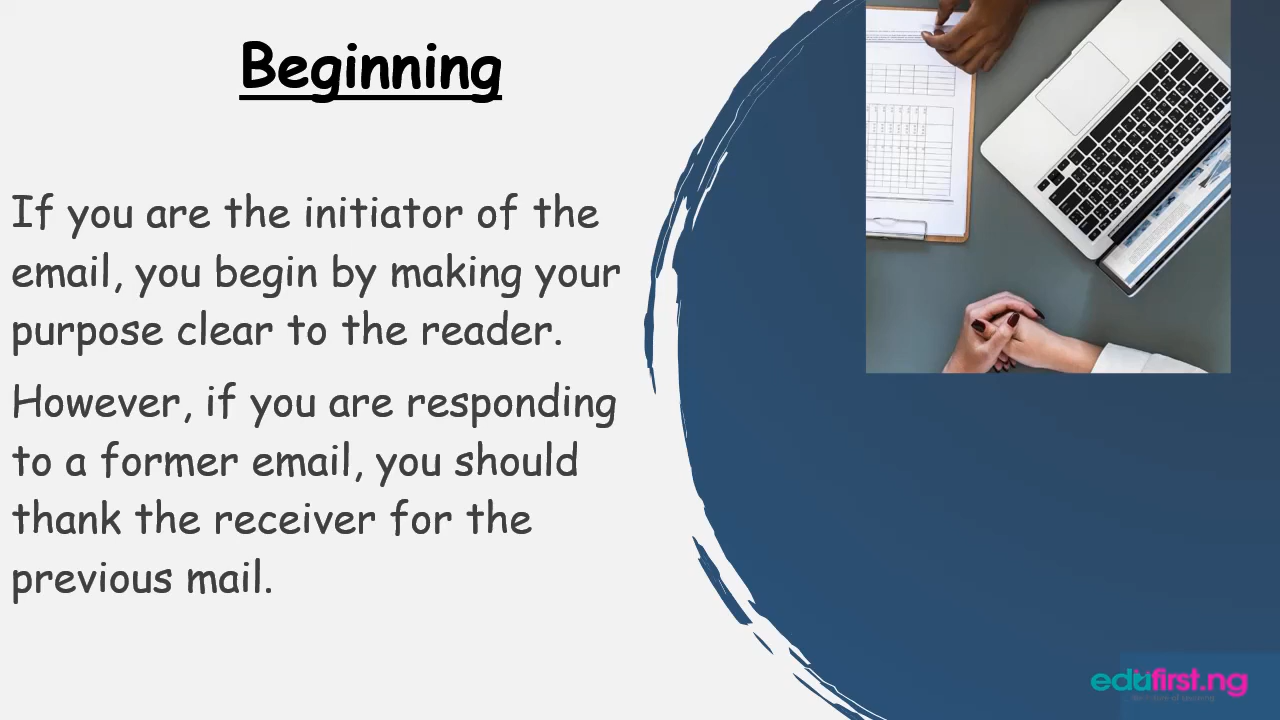 Beginning
If you are the initiator of the
email, you begin by making your
purpose clear to the reader.
However, if you are responding
to a former email, you should
thank the receiver for the
previous mail.
edufirst.ng